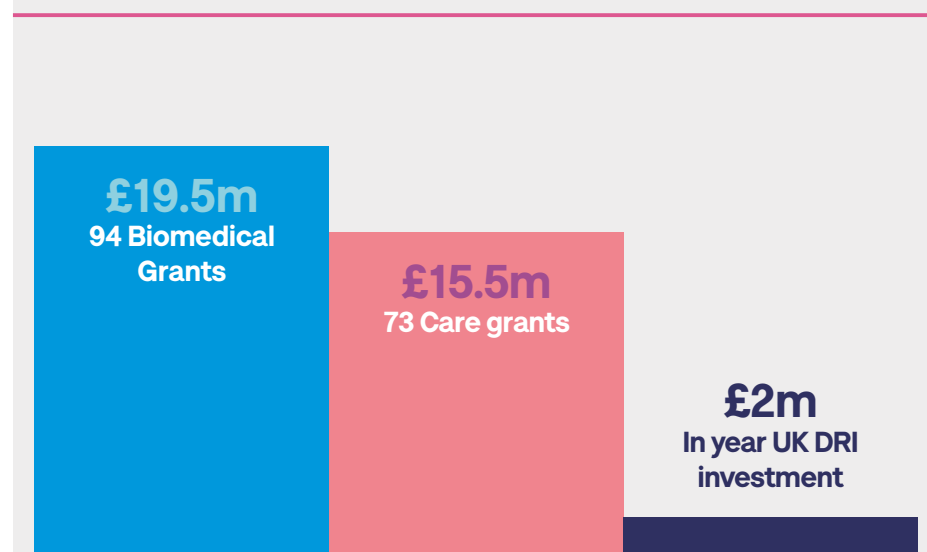 £19.5m
94 Biomedical
Grants
£15.5m
73 Care grants
£2m
In year UK DRI
investment